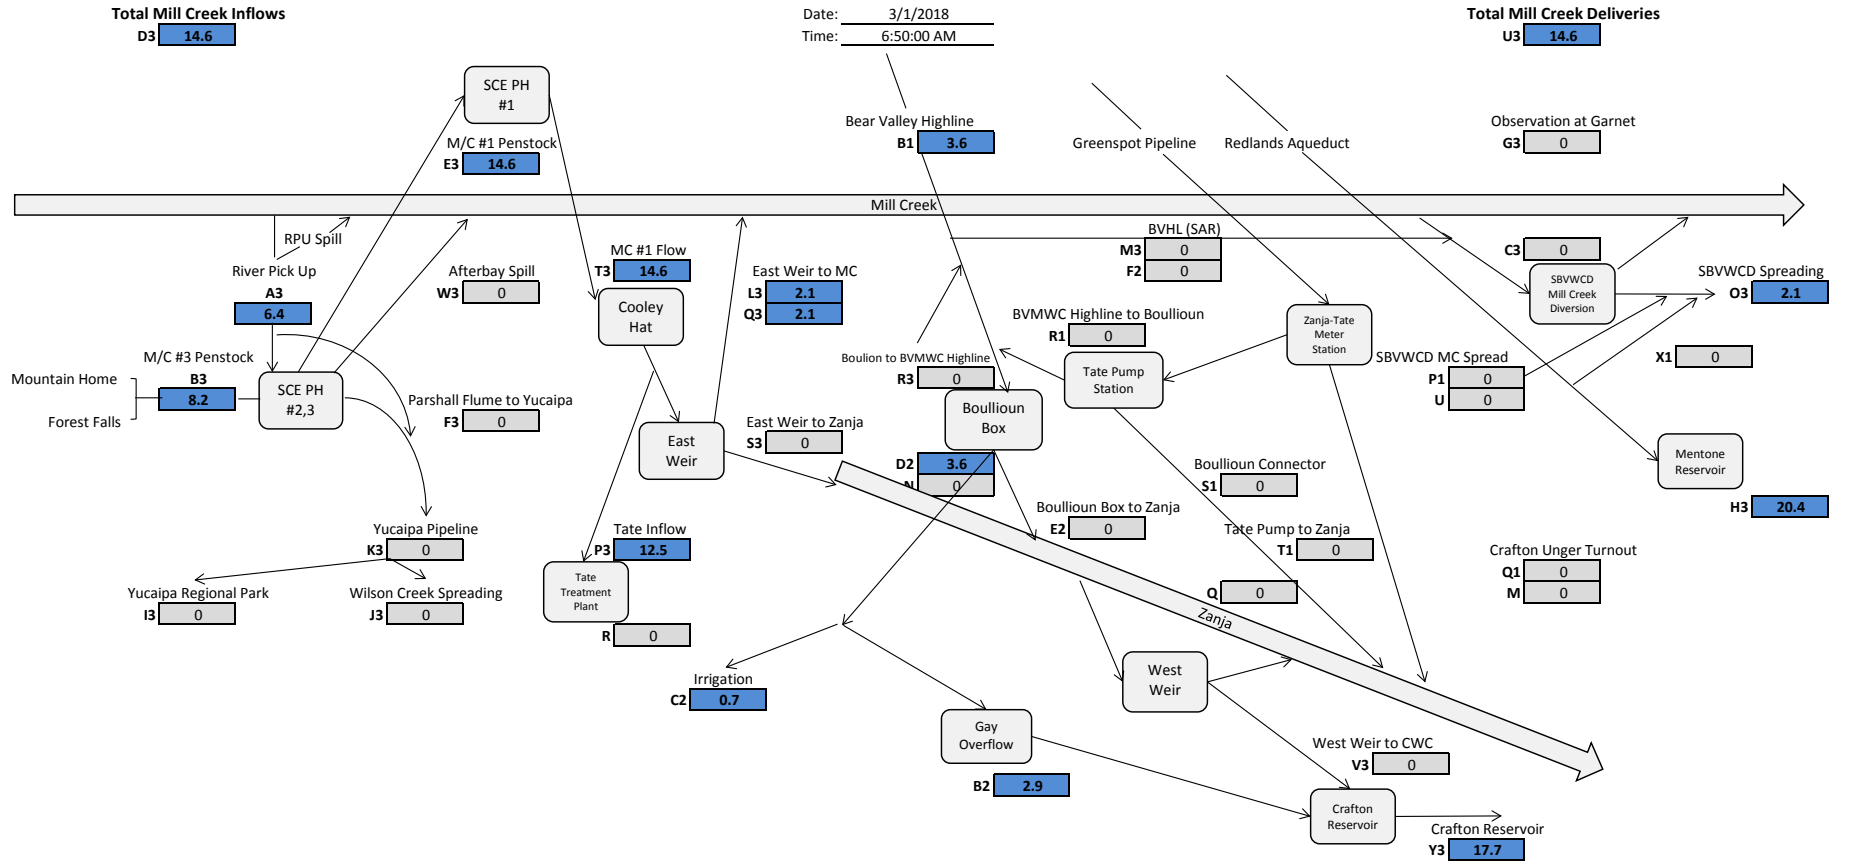 Total Mill Creek Inflows
D3 14.6
Date: 3/1/2018
Time: 6:50:00 AM
Total Mill Creek Deliveries
U3 14.6
SCE PH
#1
M/C #1 Penstock
E3 14.6
Bear Valley Highline
B1 3.6
Greenspot Pipeline
Redlands Aqueduct
Observation at Garnet
G3 0
Mill Creek
RPU Spill
River Pick Up
A3
6.4
Afterbay Spill
W3 0
MC #1 Flow
T3 14.6
Cooley
Hat
East Weir to MC
L3 2.1
Q3 2.1
BVHL (SAR)
M3 0
F2 0
C3 0
SBVWCD
Mill Creek
Diversion
SBVWCD Spreading
O3 2.1
BVMWC Highline to Boullioun
R1 0
Zanja-Tate
Meter
Station
Boulion to BVMWC Highline
R3 0
Tate Pump
Station
SBVWCD MC Spread
P1 0
U 0
X1 0
M/C #3 Penstock
B3
8.2
Mountain Home
Forest Falls
SCE PH
#2,3
Parshall Flume to Yucaipa
F3 0
East
Weir
East Weir to Zanja
S3 0
Boullioun
Box
D2 3.6
N 0
Boullioun Connector
S1 0
Mentone
Reservoir
H3 20.4
Yucaipa Pipeline
K3 0
Tate Inflow
P3 12.5
Boullioun Box to Zanja
E2 0
Tate Pump to Zanja
T1 0
Crafton Unger Turnout
Q1 0
M 0
Yucaipa Regional Park
I3 0
Wilson Creek Spreading
J3 0
Tate
Treatment
Plant
R 0
Q 0
Zanja
Irrigation
C2 0.7
West
Weir
Gay
Overflow
B2 2.9
West Weir to CWC
V3 0
Crafton
Reservoir
Crafton Reservoir
Y3 17.7